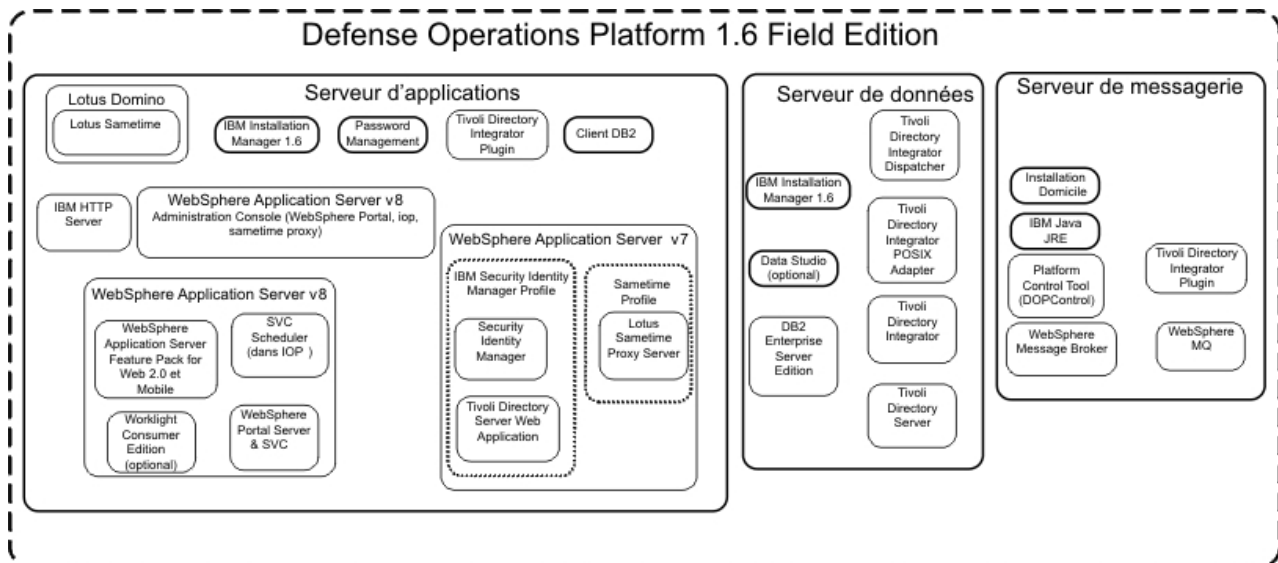 Defense Operations Platform 1.6 Field Edition
Serveur d'applications
Lotus Domino
Lotus Sametime
IBM Installation
Manager 1.6
Password
Management
Tivoli Directory
Integrator
Plugin
Client DB2
IBM HTTP
Server
WebSphere Application Server v8
Administration Console (WebSphere Portal, iop,
sametime proxy)
WebSphere Application Server v8
WebSphere
Application Server
Feature Pack for
Web 2.0 et
Mobile
SVC
Scheduler
(dans IOP )
Worklight
Consumer
Edition
(optional)
WebSphere
Portal Server
& SVC
WebSphere Application Server v7
IBM Security Identity
Manager Profile
Security
Identity
Manager
Tivoli Directory
Server Web
Application
Sametime
Profile
Lotus
Sametime
Proxy Server
Serveur de données
IBM Installation
Manager 1.6
Data Studio
(optional)
DB2
Enterprise
Server
Edition
Tivoli
Directory
Integrator
Dispatcher
Tivoli
Directory
Integrator
POSIX
Adapter
Tivoli
Directory
Integrator
Tivoli
Directory
Server
Serveur de messagerie
Installation
Domicile
IBM Java
JRE
Platform
Control Tool
(DOPControl)
WebSphere
Message Broker
Tivoli Directory
Integrator
Plugin
WebSphere
MQ